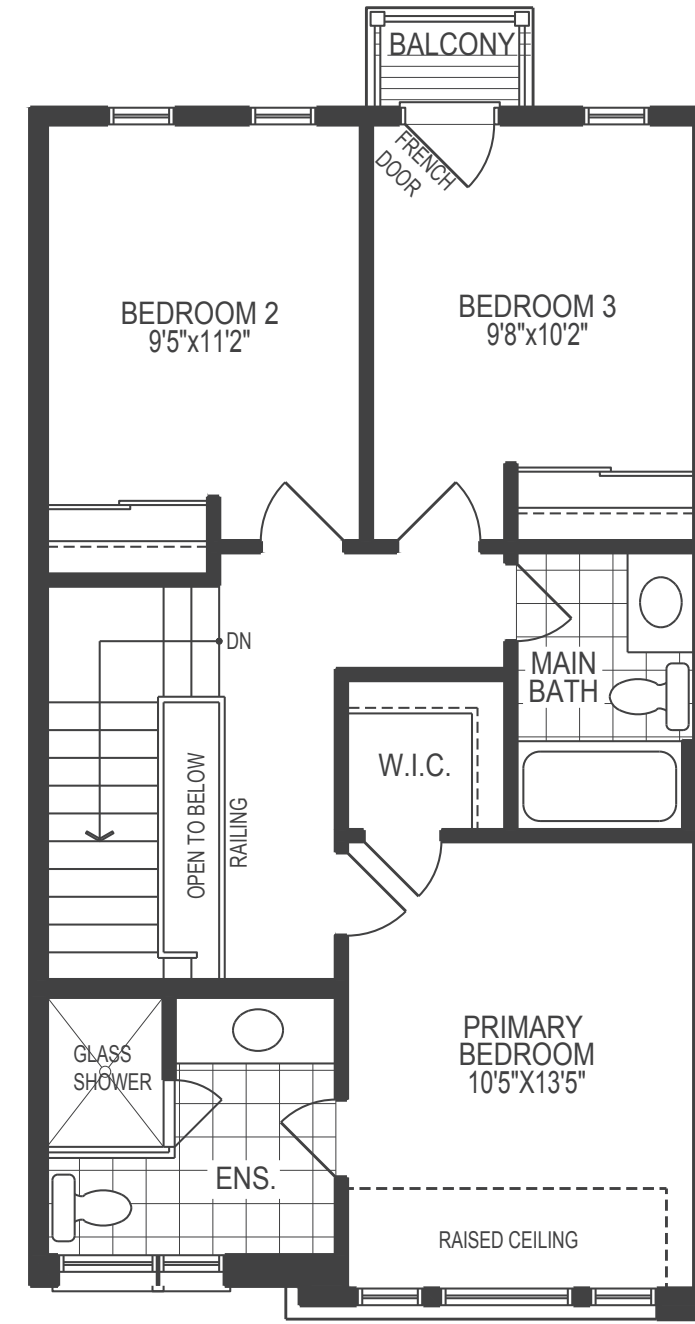 BALCONY
FRENCH
DOOR
BEDROOM 2
9'5"x11'2"
BEDROOM 3
9'8"x10'2"
DN
MAIN
BATH
W.I.C.
OPEN TO BELOW
RAILING
GLASS
SHOWER
PRIMARY
BEDROOM
10'5"X13'5"
ENS.
RAISED CEILING